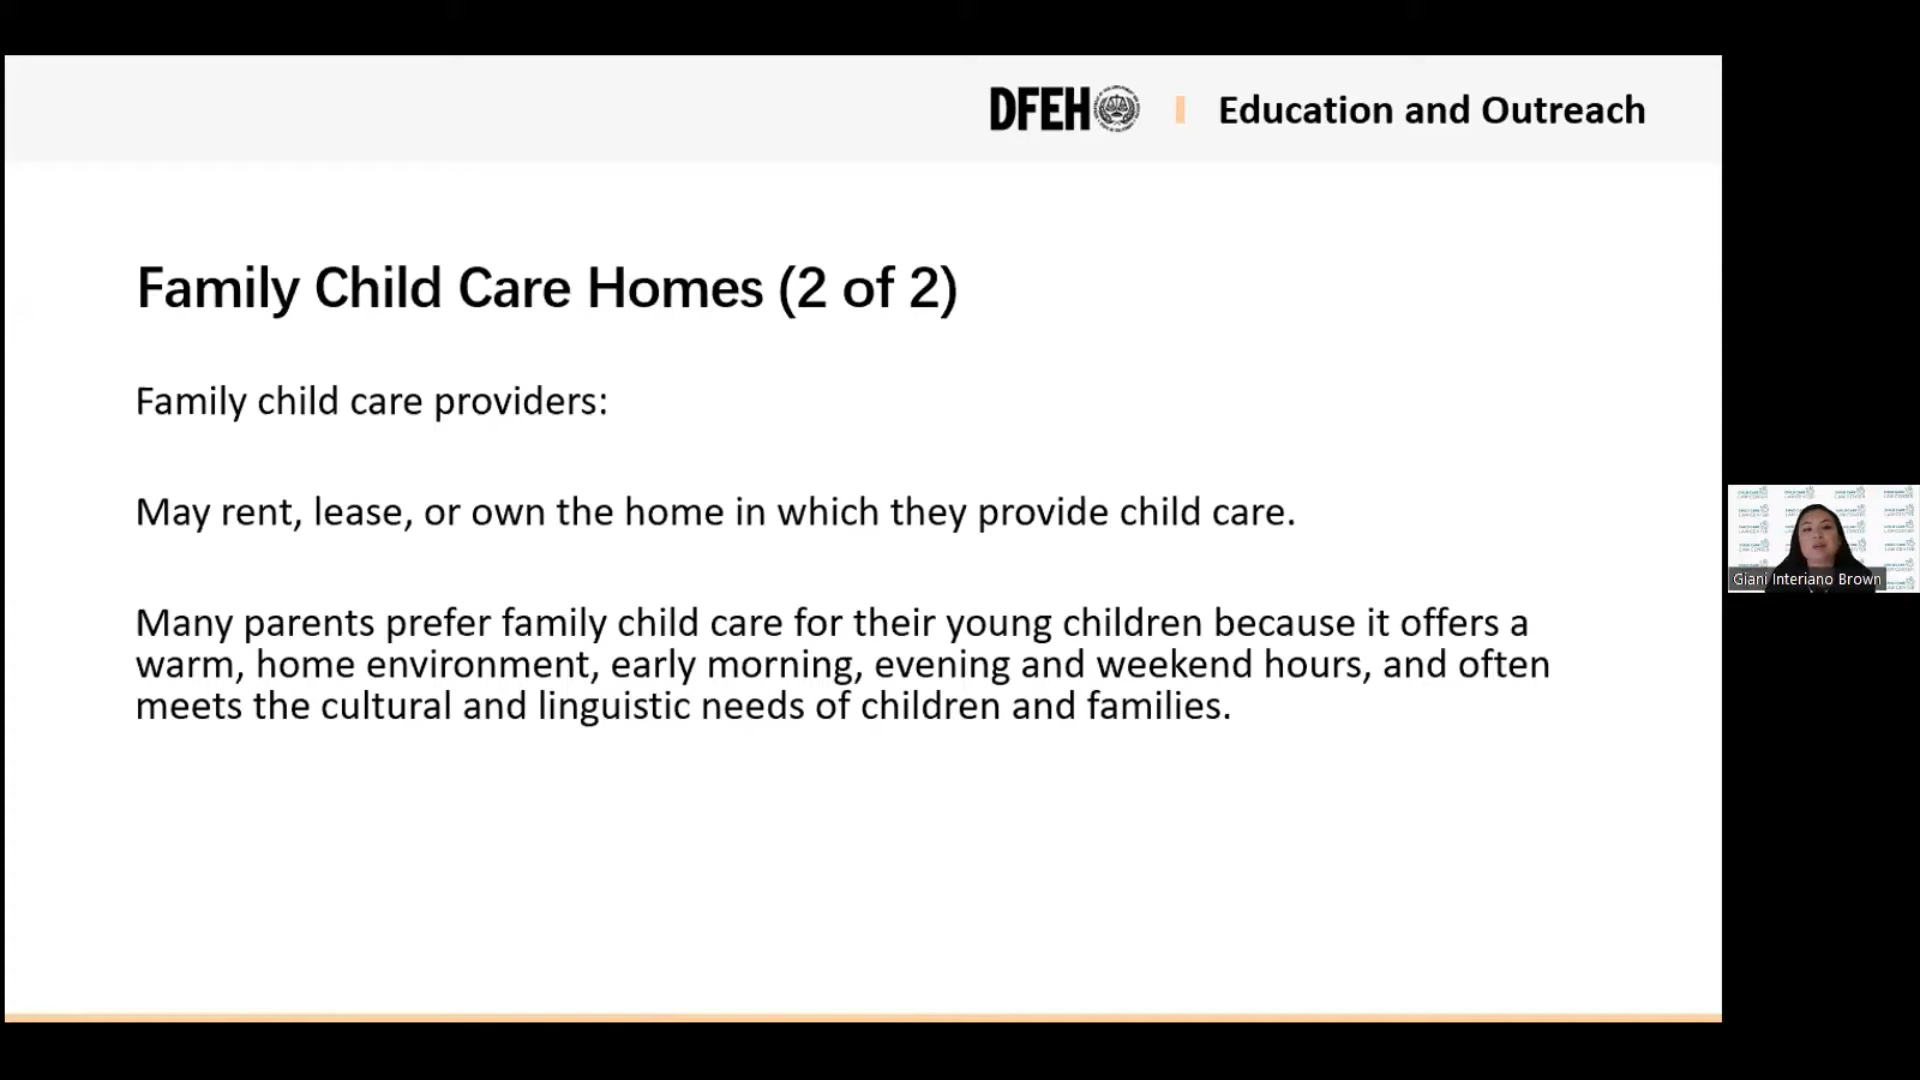 DFEH
Education and Outreach
Family Child Care Homes (2 of 2)
Family child care providers:
May rent, lease, or own the home in which they provide child care.
Many parents prefer family child care for their young children because it offers a
warm, home environment, early morning, evening and weekend hours, and often
meets the cultural and linguistic needs of children and families.
Giani Interiano Brown